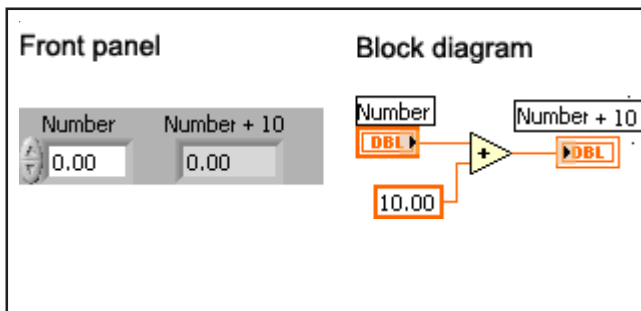 Front panel
Block diagram
Number
Number + 10
0.00
0.00
Number
Number + 10
DBL
DBL
+
10.00